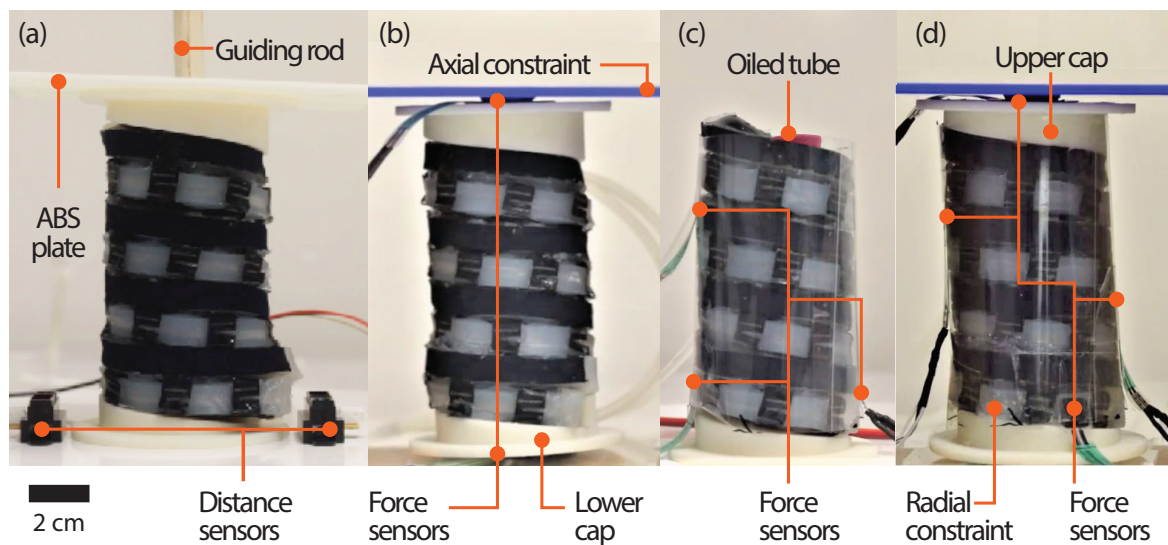 (a)
Guiding rod
(b)
Axial constraint
(c)
Oiled tube
(d)
Upper cap
ABS
plate
2 cm
Distance
sensors
Force
sensors
Lower
cap
Force
sensors
Radial
constraint
Force
sensors